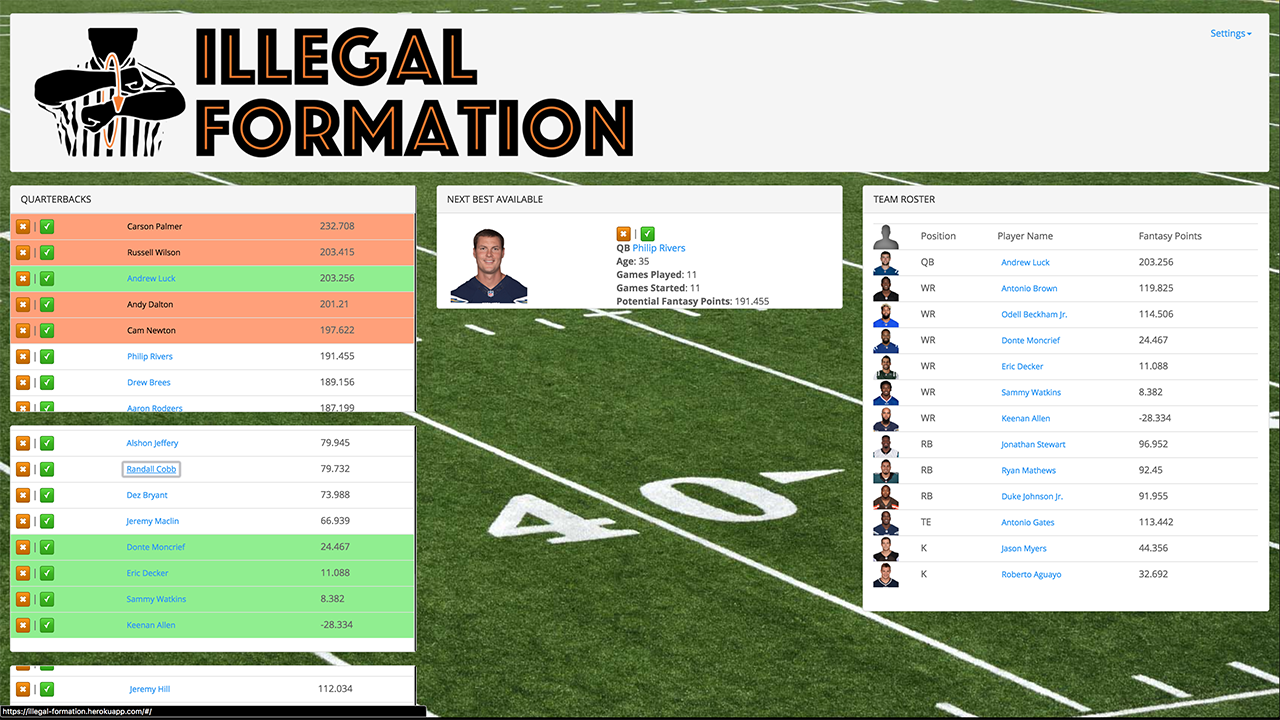 ILLEGAL
FORMATION
Settings
QUARTERBACKS
Carson Palmer 232.708
Russell Wilson 203.415
Andrew Luck 203.256
Andy Dalton 201.21
Cam Newton 197.622
Philip Rivers 191.455
Drew Brees 189.156
Aaron Rodgers 187.199
Alshon Jeffery 79.945
Randall Cobb 79.732
Dez Bryant 73.988
Jeremy Maclin 66.939
Donte Moncrief 24.467
Eric Decker 11.088
Sammy Watkins 8.382
Keenan Allen -28.334
Jeremy Hill 112.034
https://illegal-formation.herokuapp.com/#/
NEXT BEST AVAILABLE
|
QB Philip Rivers
Age: 35
Games Played: 11
Games Started: 11
Potential Fantasy Points: 191.455
4 0
TEAM ROSTER
Position Player Name Fantasy Points
QB Andrew Luck 203.256
WR Antonio Brown 119.825
WR Odell Beckham Jr. 114.506
WR Donte Moncrief 24.467
WR Eric Decker 11.088
WR Sammy Watkins 8.382
WR Keenan Allen -28.334
RB Jonathan Stewart 96.952
RB Ryan Mathews 92.45
RB Duke Johnson Jr. 91.955
TE Antonio Gates 113.442
K Jason Myers 44.356
K Roberto Aguayo 32.692